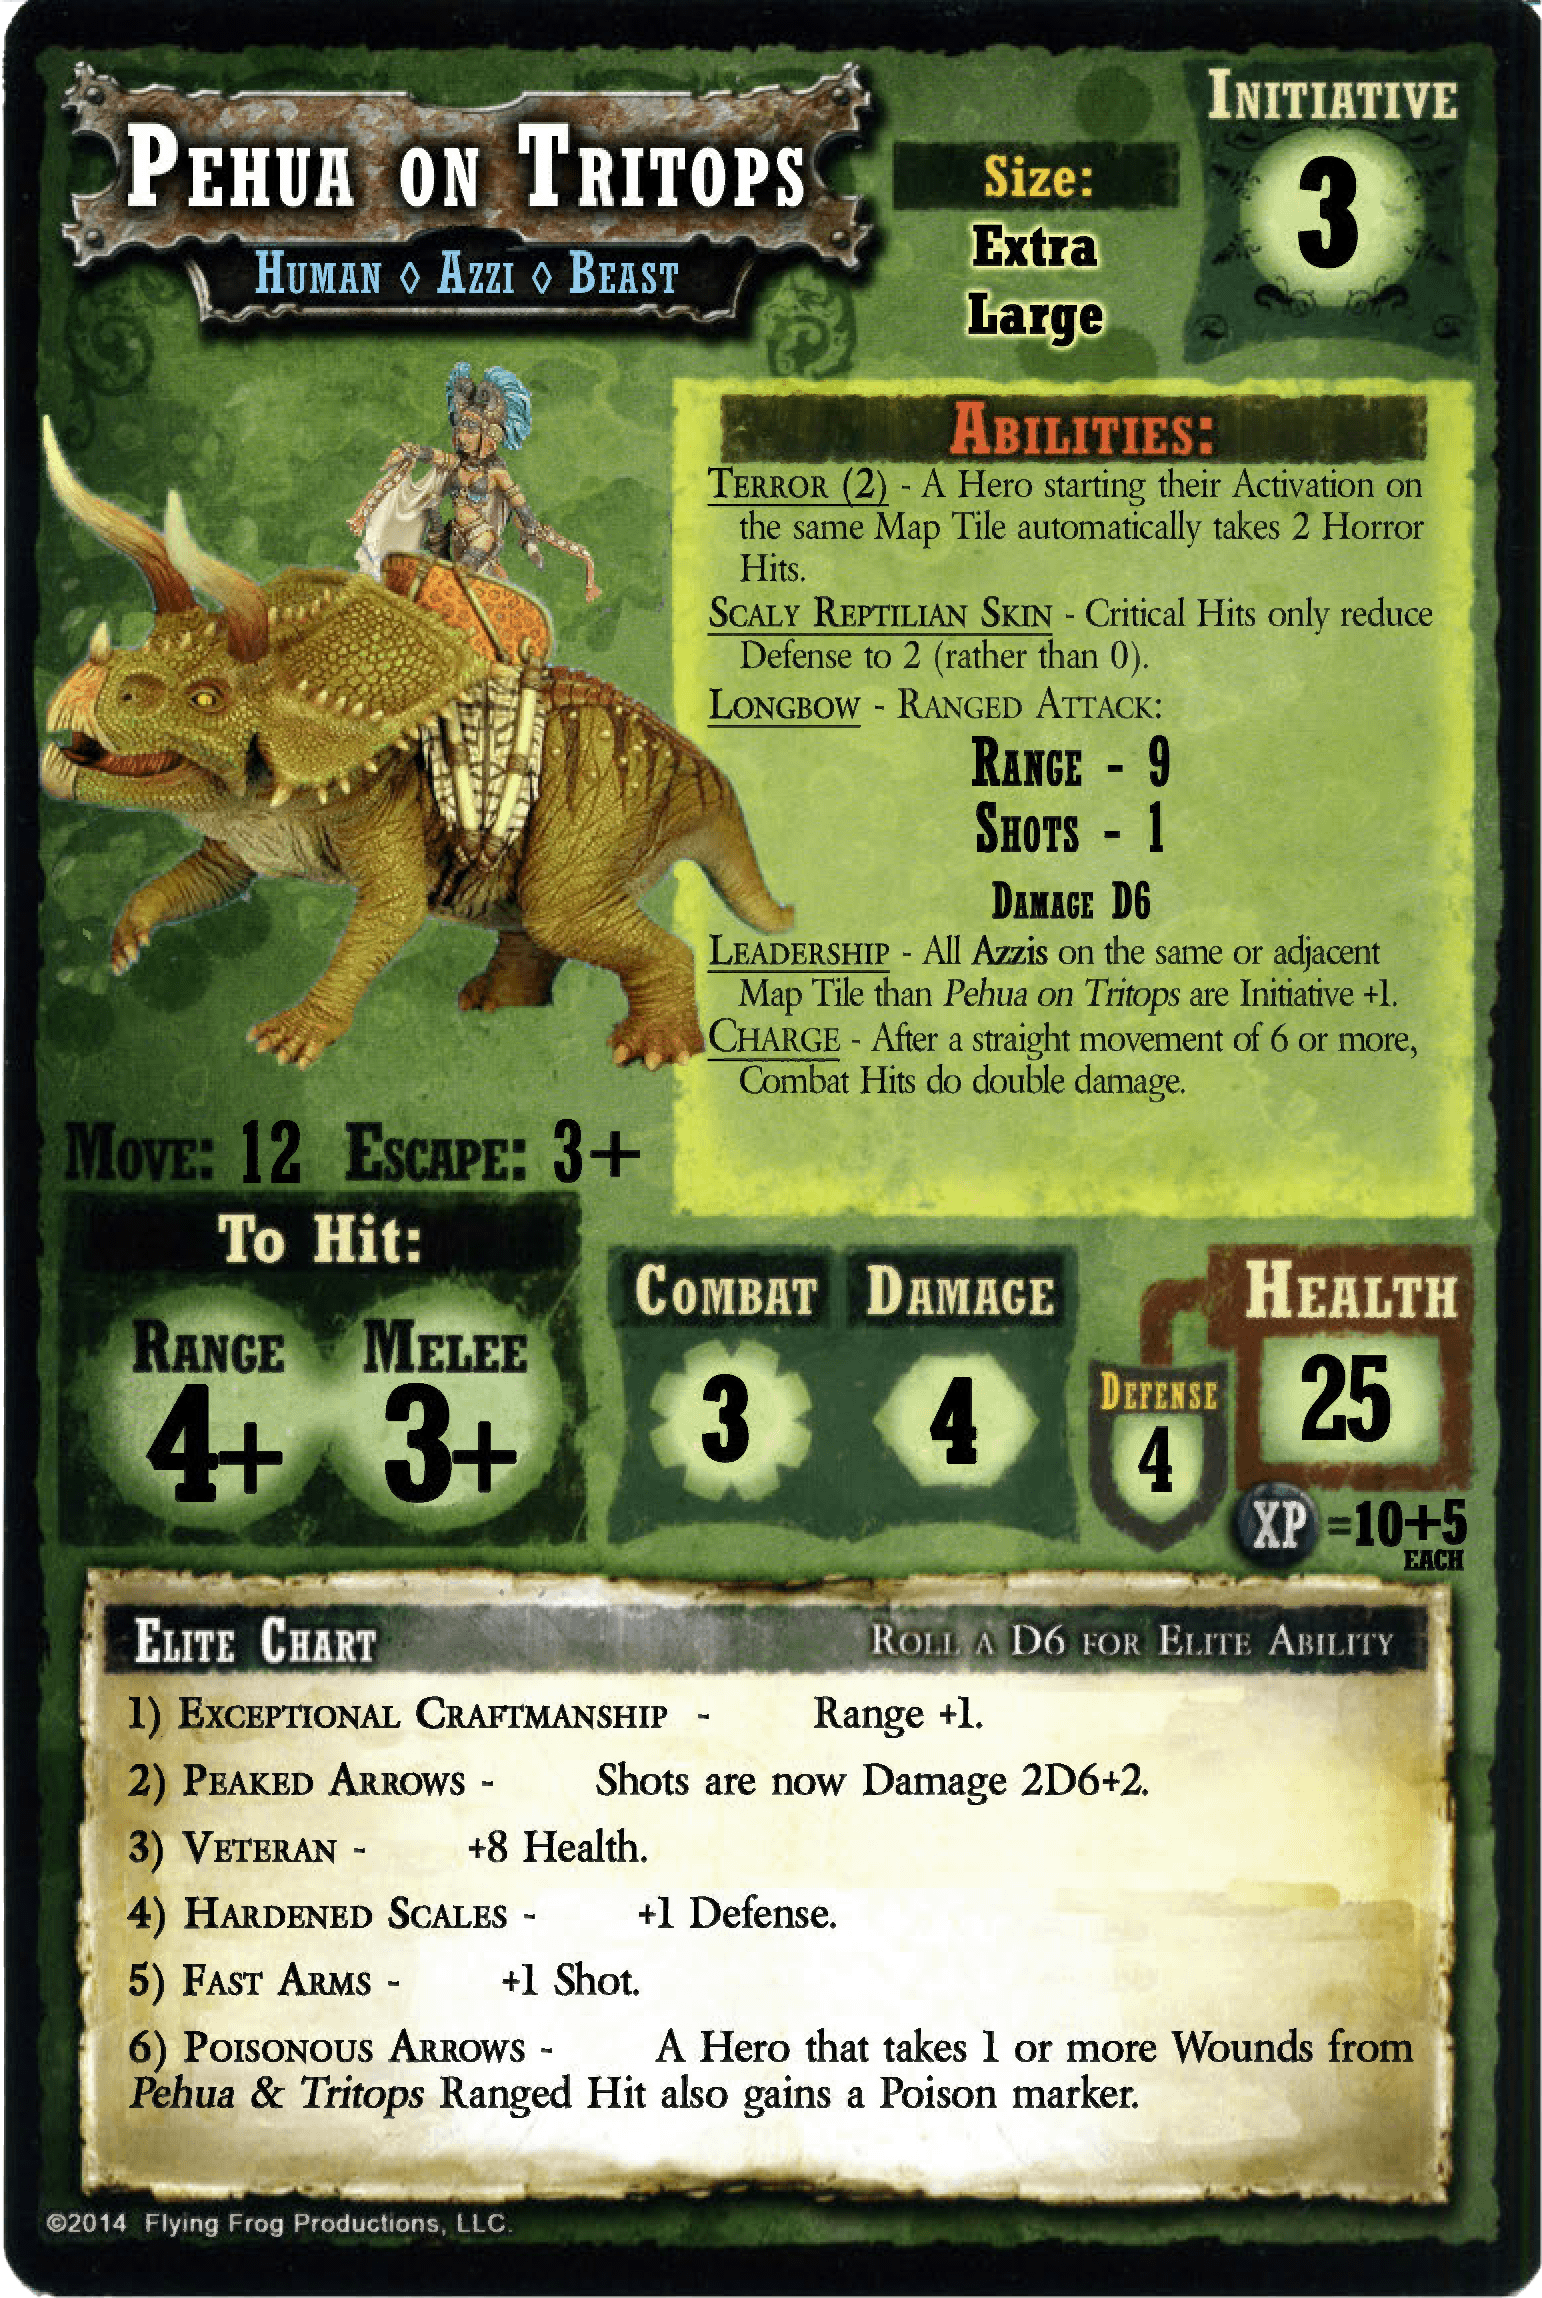 Pehua on Tritops
Human ◊ Azzi ◊ Beast
Size:
Extra
Large
Initiative
3
Abilities:
Terror (2) - A Hero starting their Activation on
the same Map Tile automatically takes 2 Horror
Hits.
Scaly Reptilian Skin - Critical Hits only reduce
Defense to 2 (rather than 0).
Longbow - Ranged Attack:
Range - 9
Shots - 1
Damage D6
Leadership - All Azzis on the same or adjacent
Map Tile than Pehua on Tritops are Initiative +1.
Charge - After a straight movement of 6 or more,
Combat Hits do double damage.
Move: 12 Escape: 3+
To Hit:
Range Melee
4+ 3+
Combat Damage
3 4
Defense
4
Health
25
XP =10+5
each
Elite Chart Roll a D6 for Elite Ability
1) Exceptional Craftmanship - Range +1.
2) Peaked Arrows - Shots are now Damage 2D6+2.
3) Veteran - +8 Health.
4) Hardened Scales - +1 Defense.
5) Fast Arms - +1 Shot.
6) Poisonous Arrows - A Hero that takes 1 or more Wounds from
Pehua & Tritops Ranged Hit also gains a Poison marker.
©2014 Flying Frog Productions, LLC.